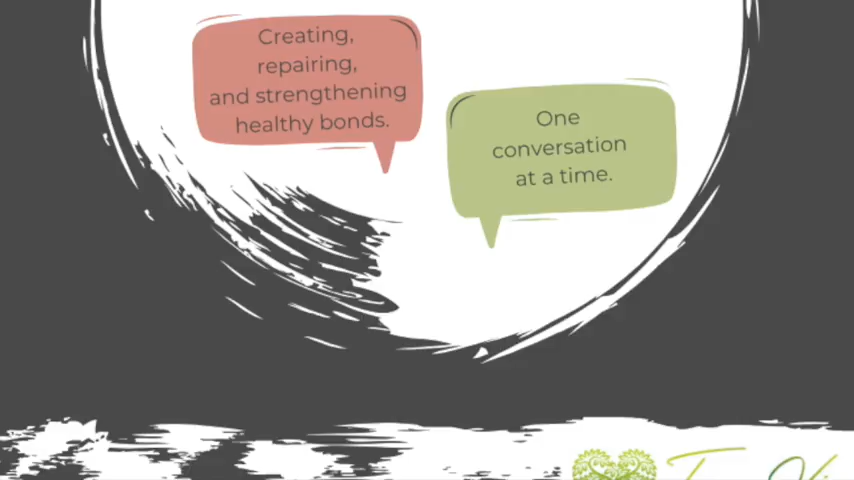 Creating,
repairing,
and strengthening
healthy bonds.
One
conversation
at a time.